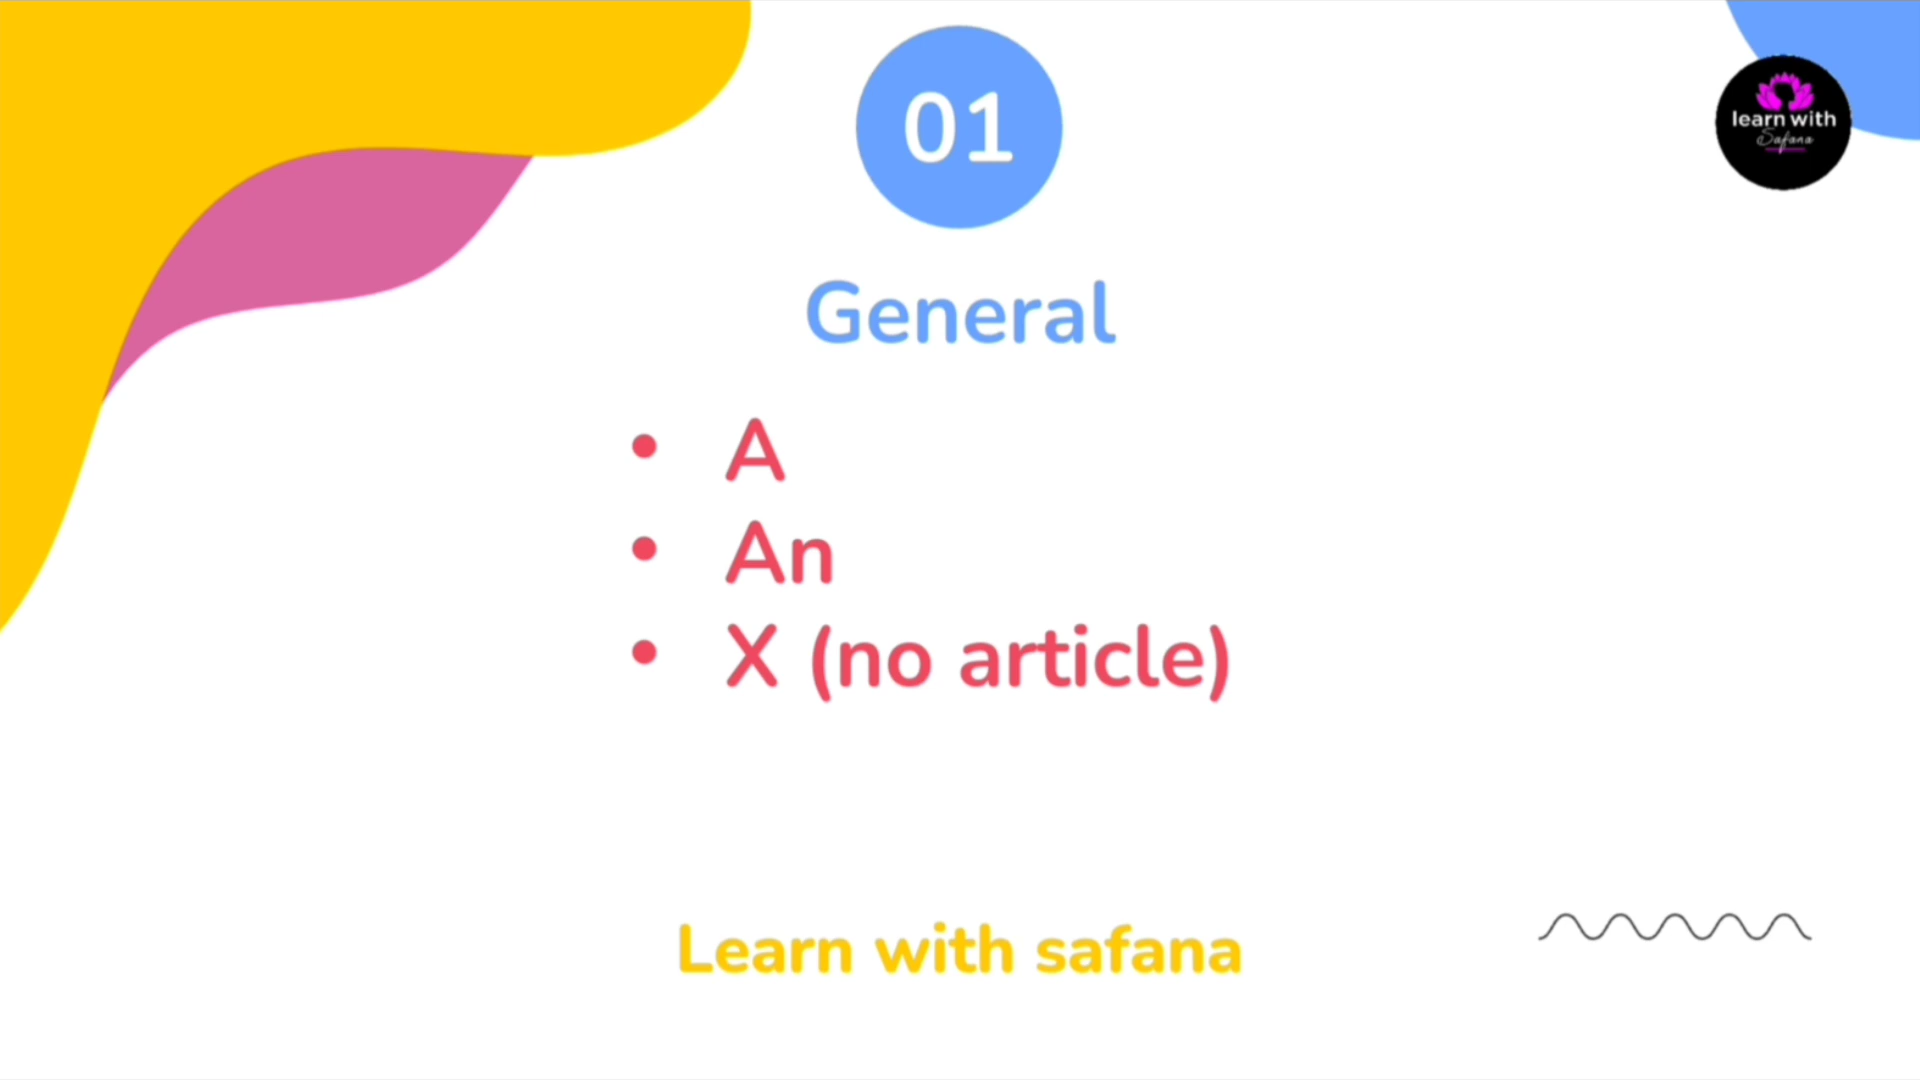 01
learn with
Safana
General
• A
• An
• X (no article)
Learn with safana